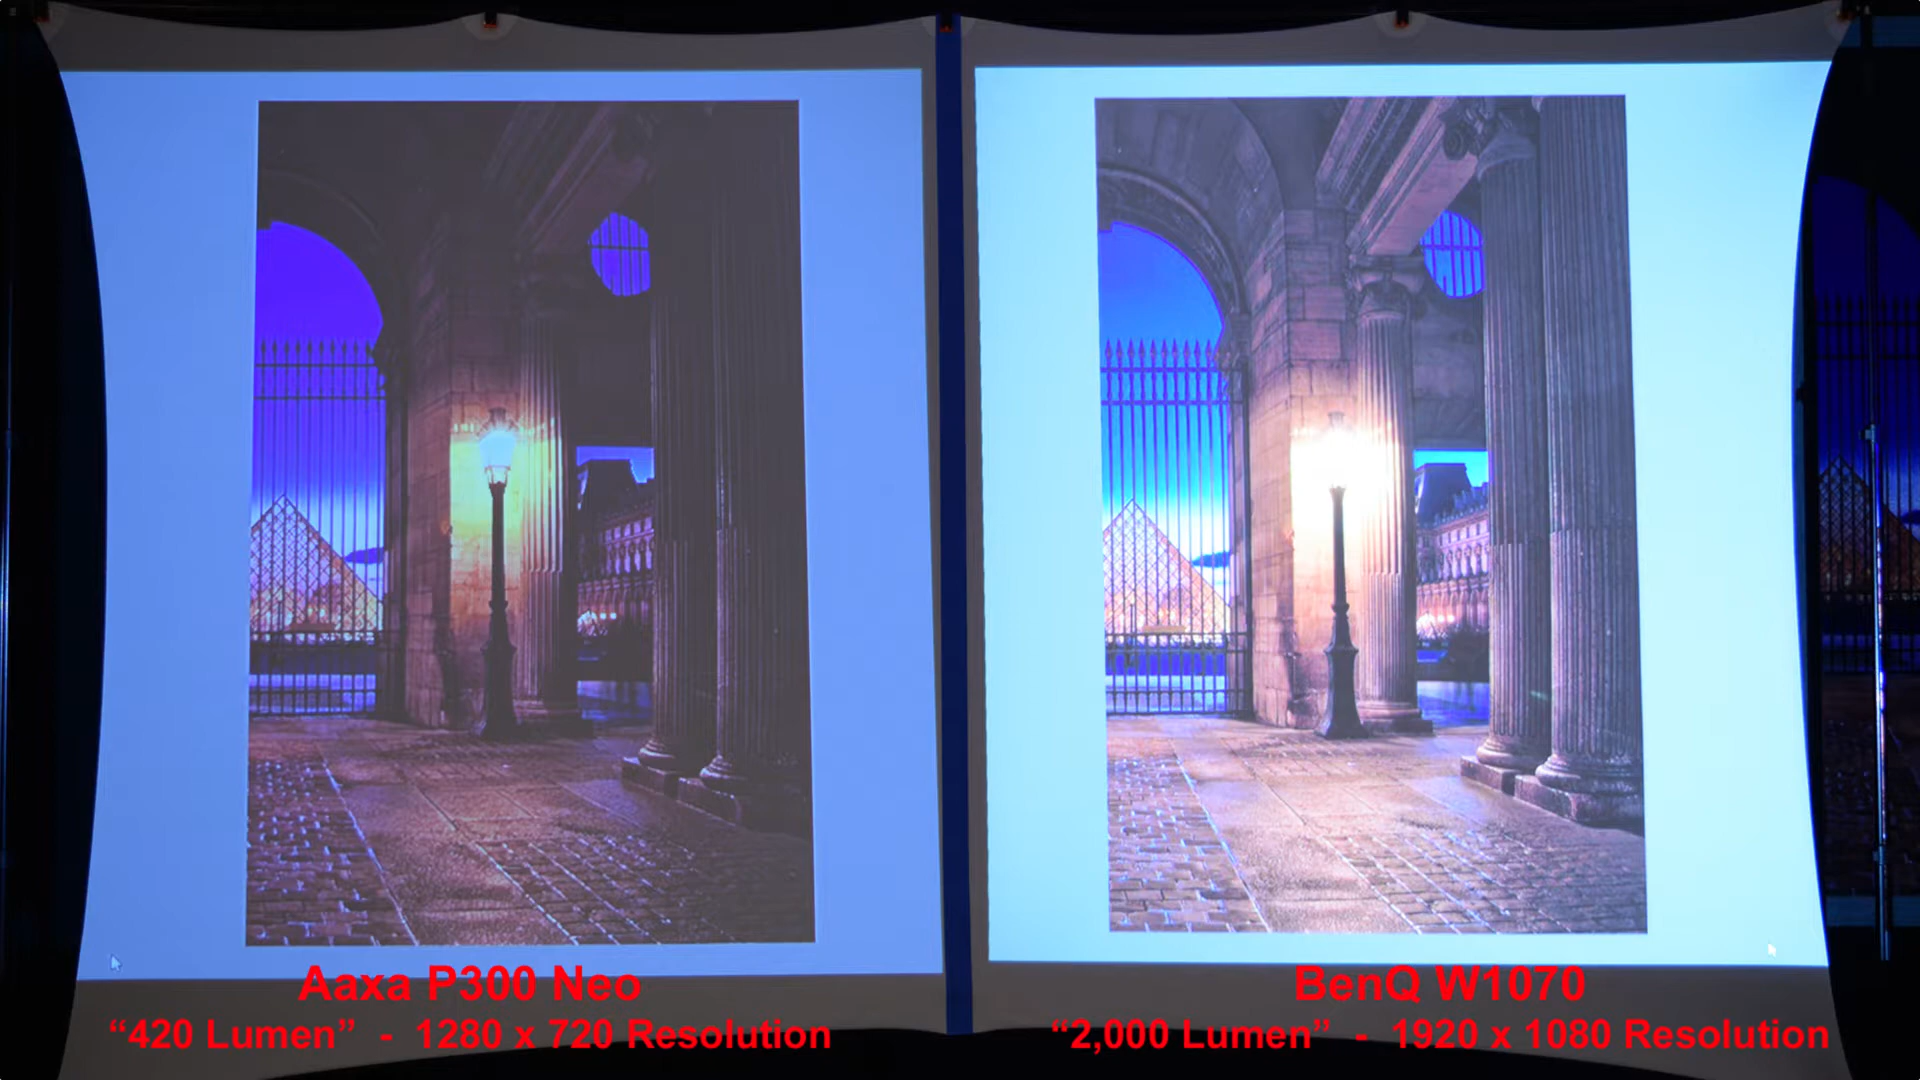 Aaxa P300 Neo
“420 Lumen” - 1280 x 720 Resolution
BenQ W1070
“2,000 Lumen” - 1920 x 1080 Resolution